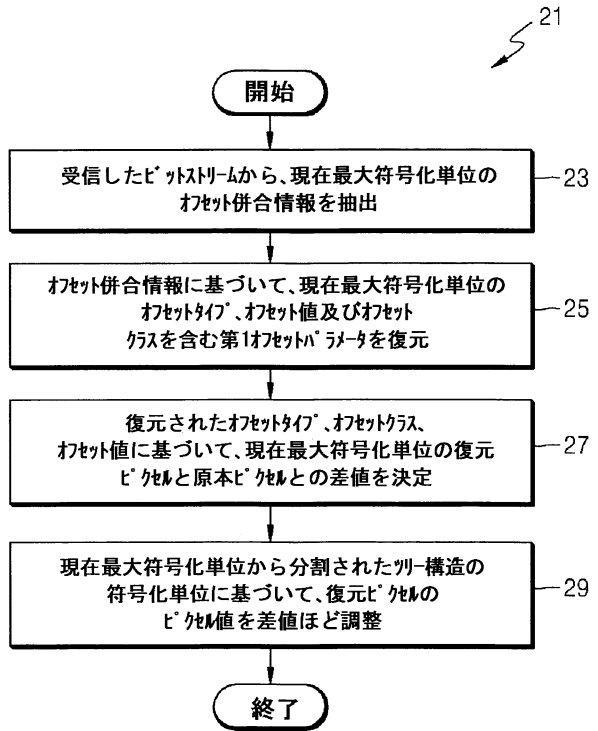 21
開始
受信したﾋﾞｯﾄｽﾄﾘｰﾑから、現在最大符号化単位の
ｵﾌｾｯﾄ併合情報を抽出
23
ｵﾌｾｯﾄ併合情報に基づいて、現在最大符号化単位の
ｵﾌｾｯﾄﾀｲﾌﾟ、ｵﾌｾｯﾄ値及びｵﾌｾｯﾄ
ｸﾗｽを含む第1ｵﾌｾｯﾄﾊﾟﾗﾒｰﾀを復元
25
復元されたｵﾌｾｯﾄﾀｲﾌﾟ、ｵﾌｾｯﾄｸﾗｽ、
ｵﾌｾｯﾄ値に基づいて、現在最大符号化単位の復元
ﾋﾟｸｾﾙと原本ﾋﾟｸｾﾙとの差値を決定
27
現在最大符号化単位から分割されたﾂﾘｰ構造の
符号化単位に基づいて、復元ﾋﾟｸｾﾙの
ﾋﾟｸｾﾙ値を差値ほど調整
29
終了